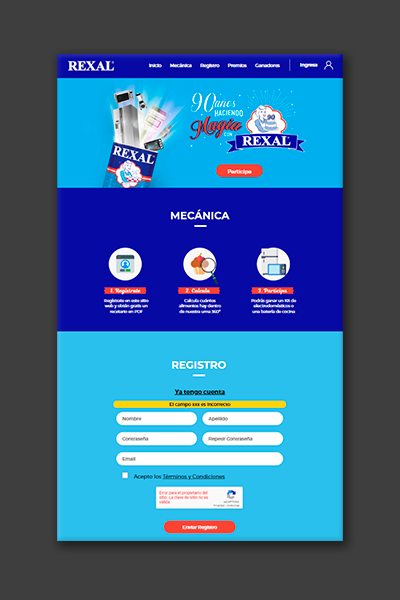 REXAL®
Inicio Mecánica Registro Premios Ganadores Ingresa
90 años
HACIENDO
Magia
CON
90
REXAL®
REXAL
Participa
MECÁNICA
1. Regístrate
Regístrate en este sitio
web y obtén gratis un
recetario en PDF
2. Calcula
Calcula cuántos
alimentos hay dentro
de nuestra urna 360°
3. Participa
Podrás ganar un Kit de
electrodomésticos o
una batería de cocina
REGISTRO
Ya tengo cuenta
El campo xxx es incorrecto
Nombre
Apellido
Contraseña
Repetir Contraseña
Email
Acepto los Términos y Condiciones
Error para el propietario del
sitio: La clave de sitio no es
válida.
reCAPTCHA
Enviar Registro